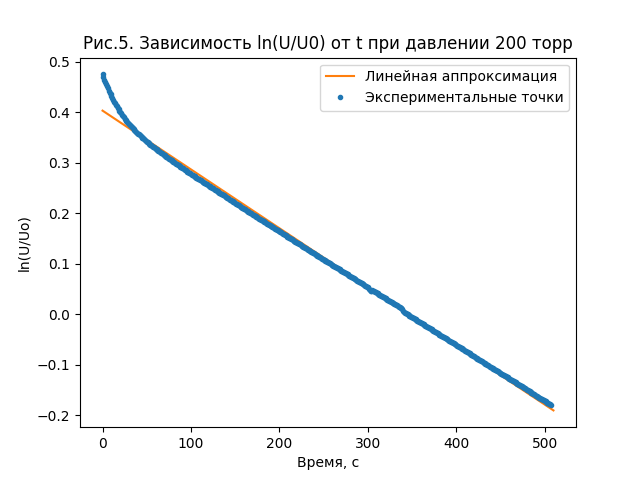 Рис.5. Зависимость ln(U/U0) от t при давлении 200 торр
Линейная аппроксимация
Экспериментальные точки
ln(U/Uo)
0.5
0.4
0.3
0.2
0.1
0.0
−0.1
−0.2
0
100
200
300
400
500
Время, с